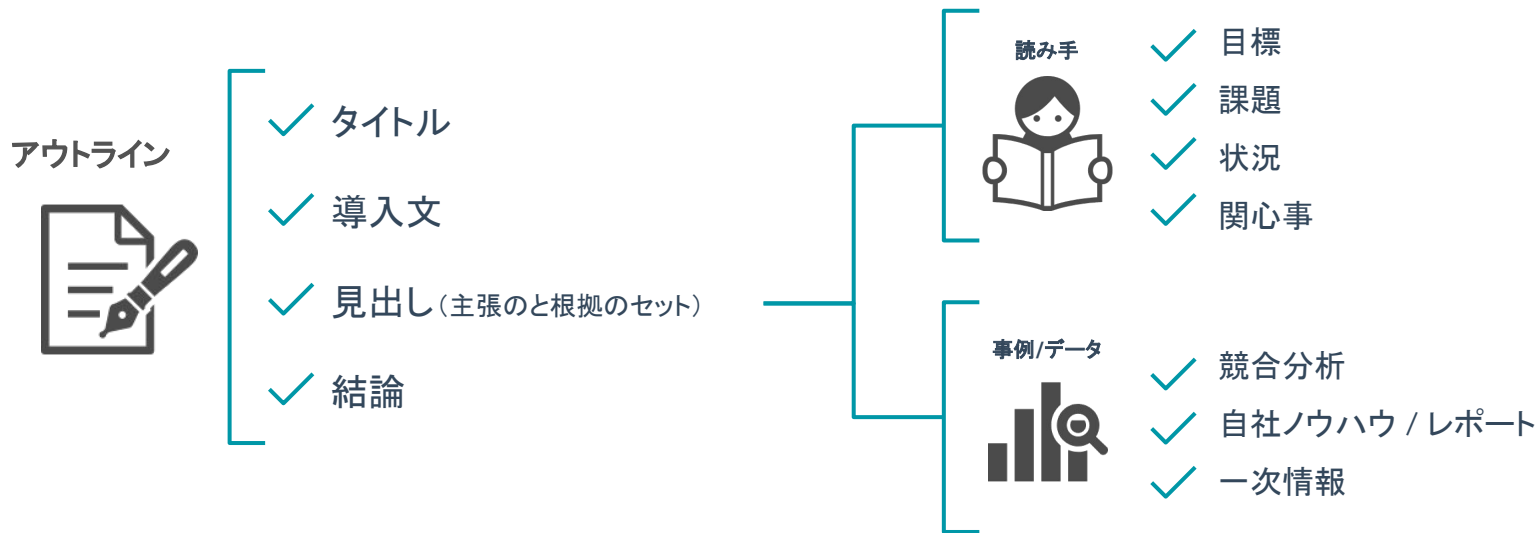 アウトライン
タイトル
導入文
見出し（主張のと根拠のセット）
結論
読み手
目標
課題
状況
関心事
事例/データ
競合分析
自社ノウハウ / レポート
一次情報